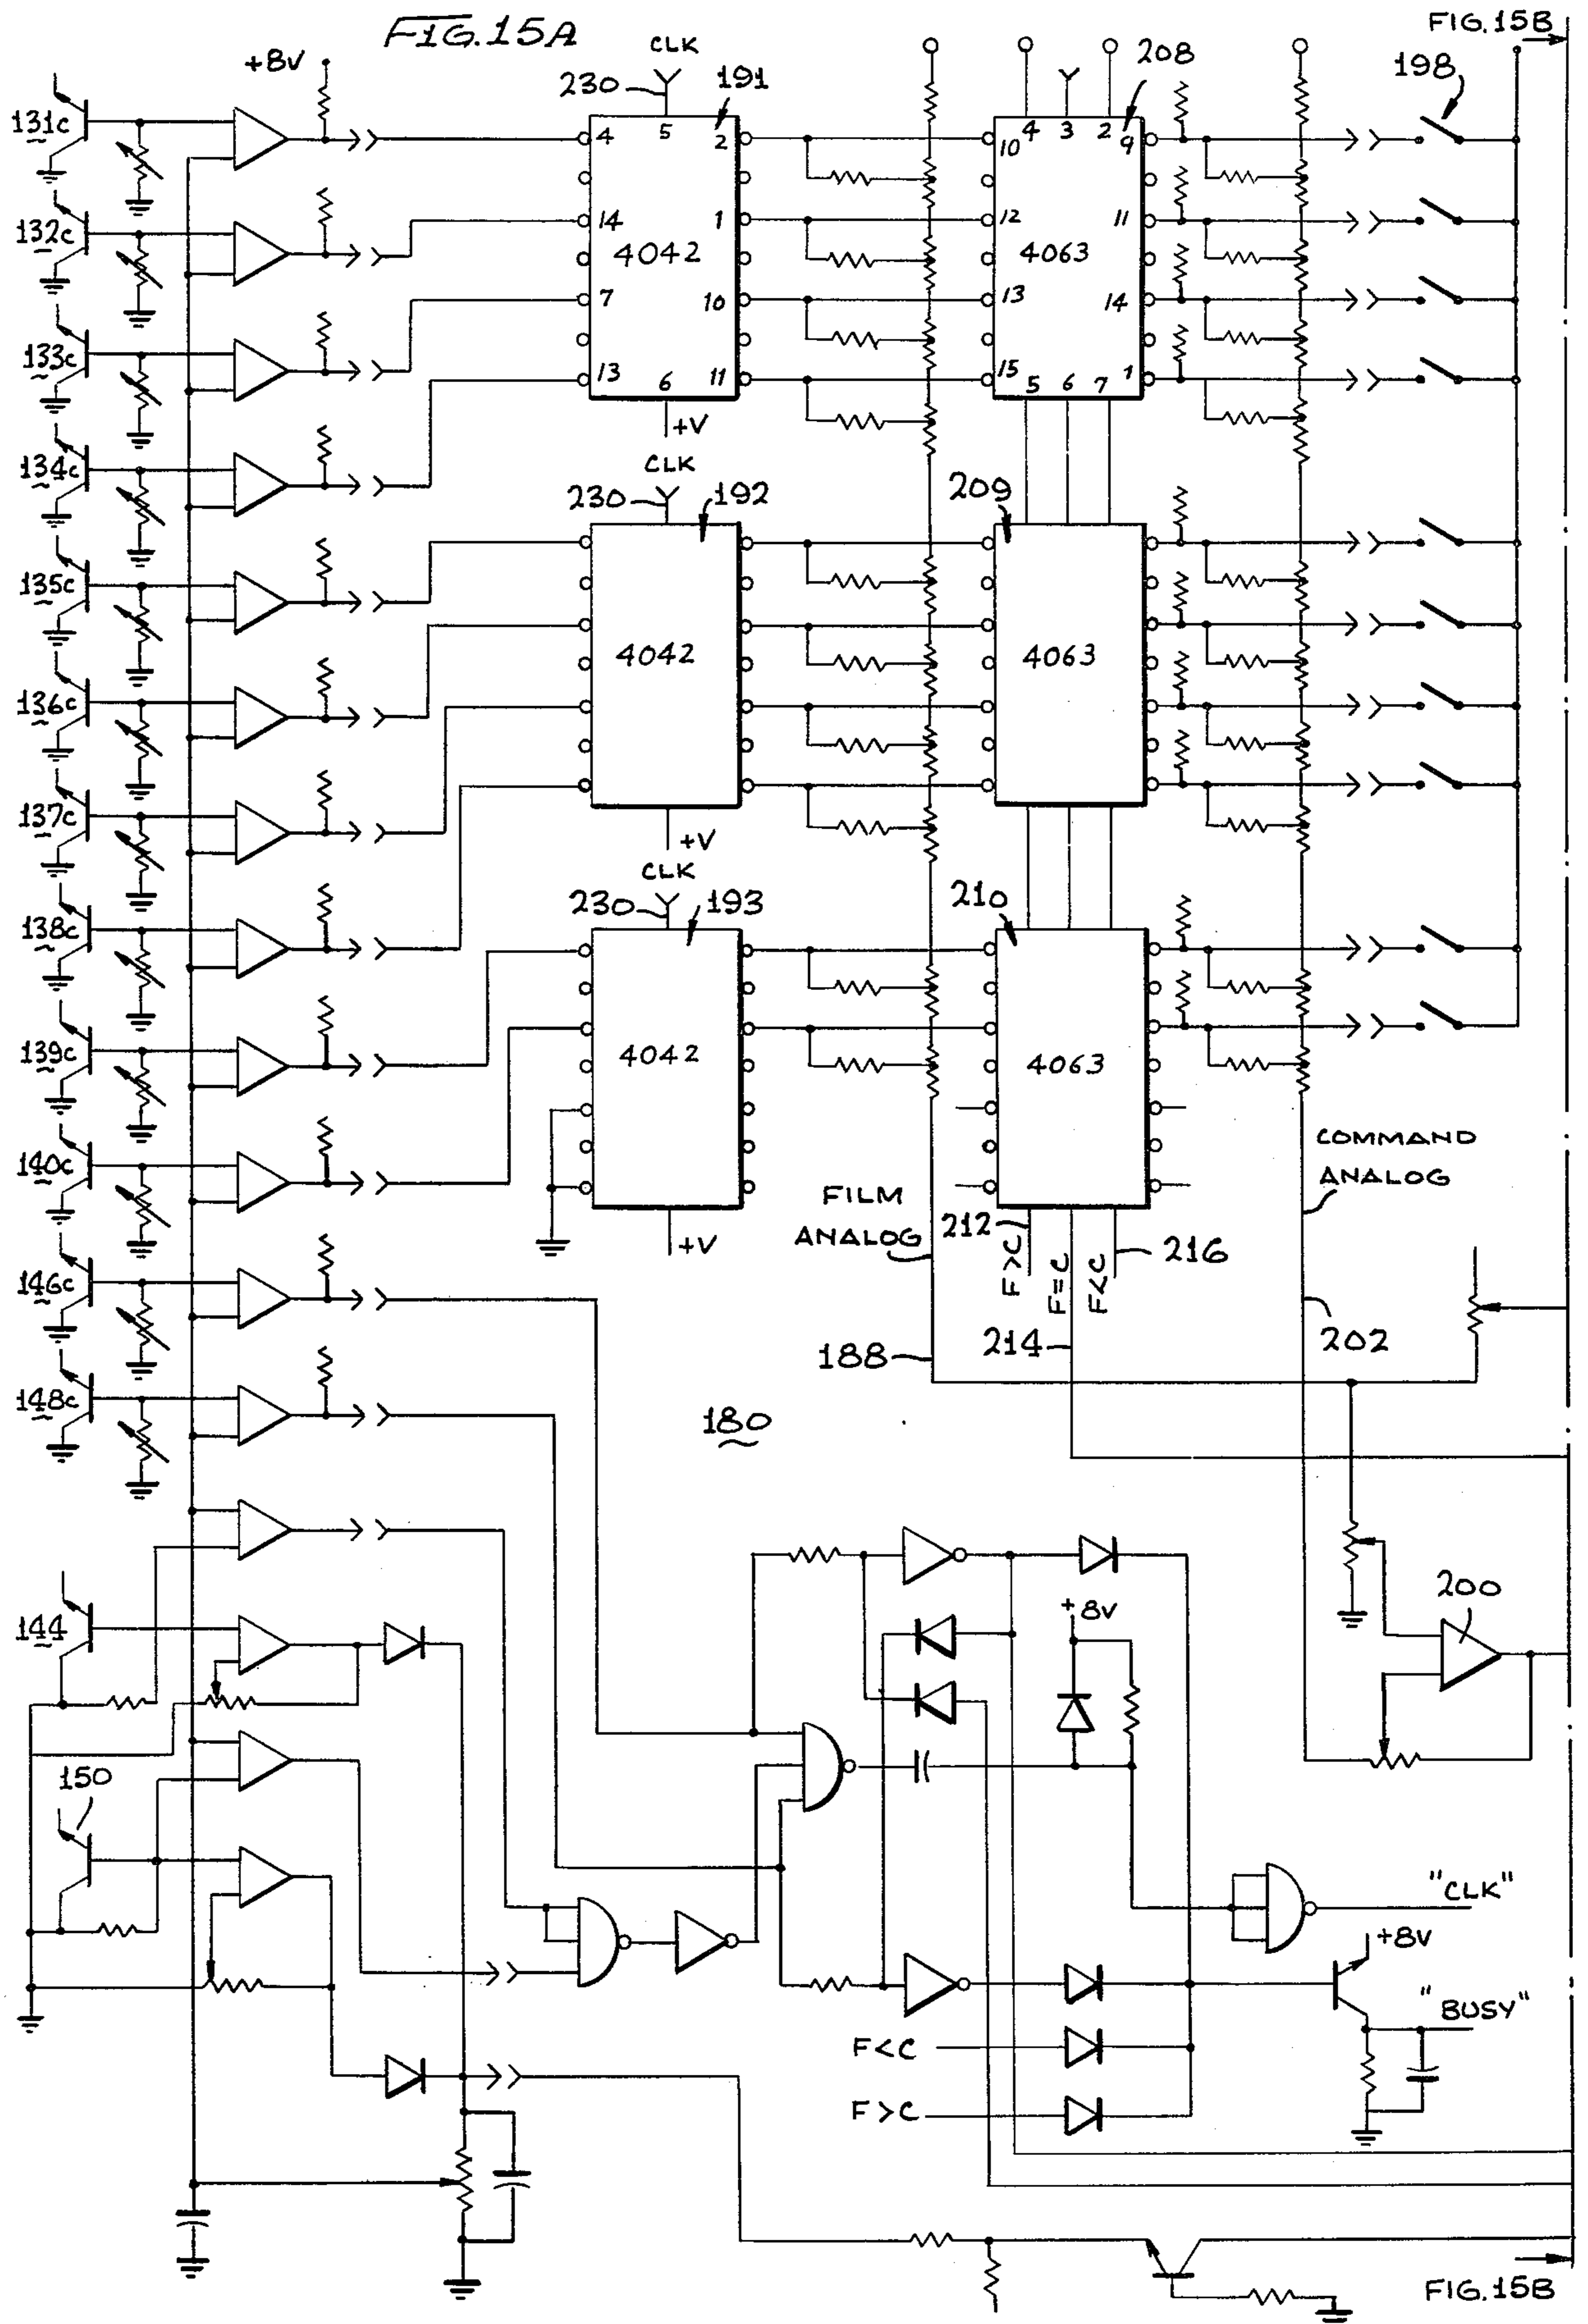 FIG. 15A
FIG. 15B
+8V
CLK
230
191
208
198
131c
4
5
2
10
4
3
2
9
132c
14
1
12
11
4042
4063
133c
7
10
13
14
13
6
11
15
5
6
7
1
+V
134c
CLK
230
192
209
135c
136c
4042
4063
137c
+V
CLK
138c
230
193
210
139c
4042
4063
140c
COMMAND
ANALOG
FILM
ANALOG
212
+V
F>C
F=C
F<C
216
146c
188
214
202
148c
180
144
+8V
200
150
"CLK"
+8V
"BUSY"
F<C
F>C
FIG. 15B